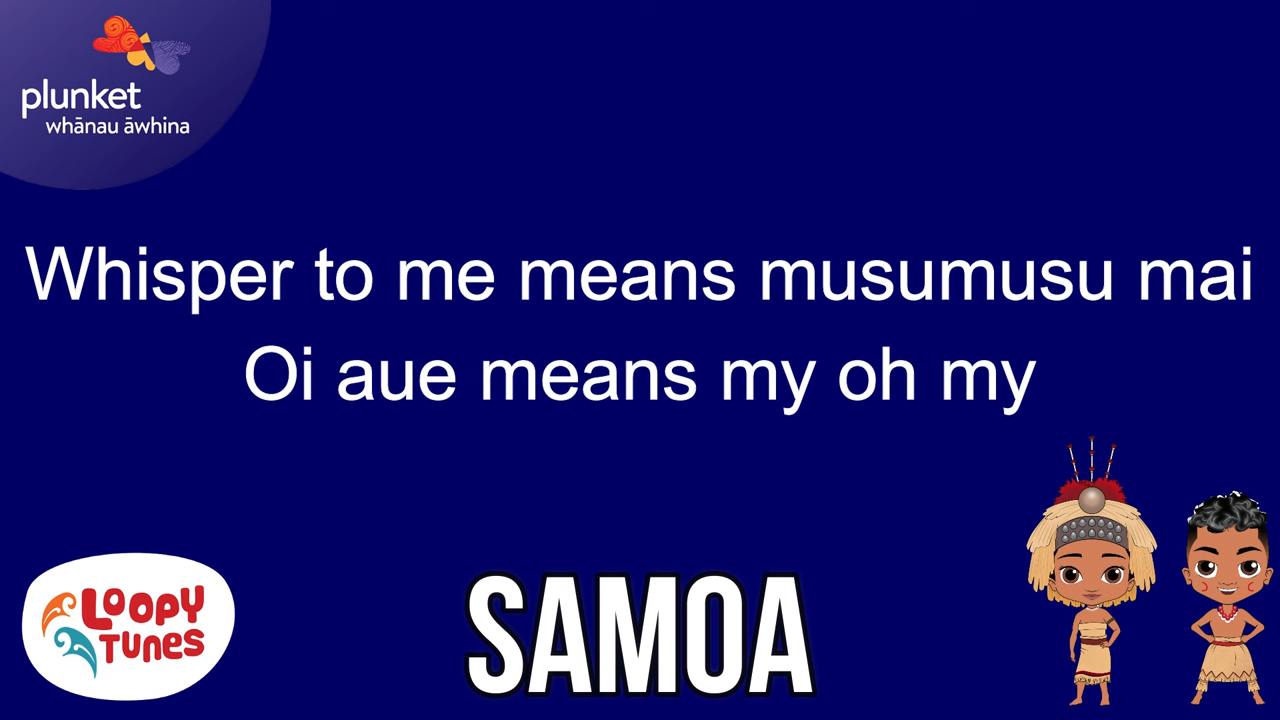 plunket
whānau āwhina
Whisper to me means musumusu mai
Oi aue means my oh my
LOOPY
TUNES
SAMOA